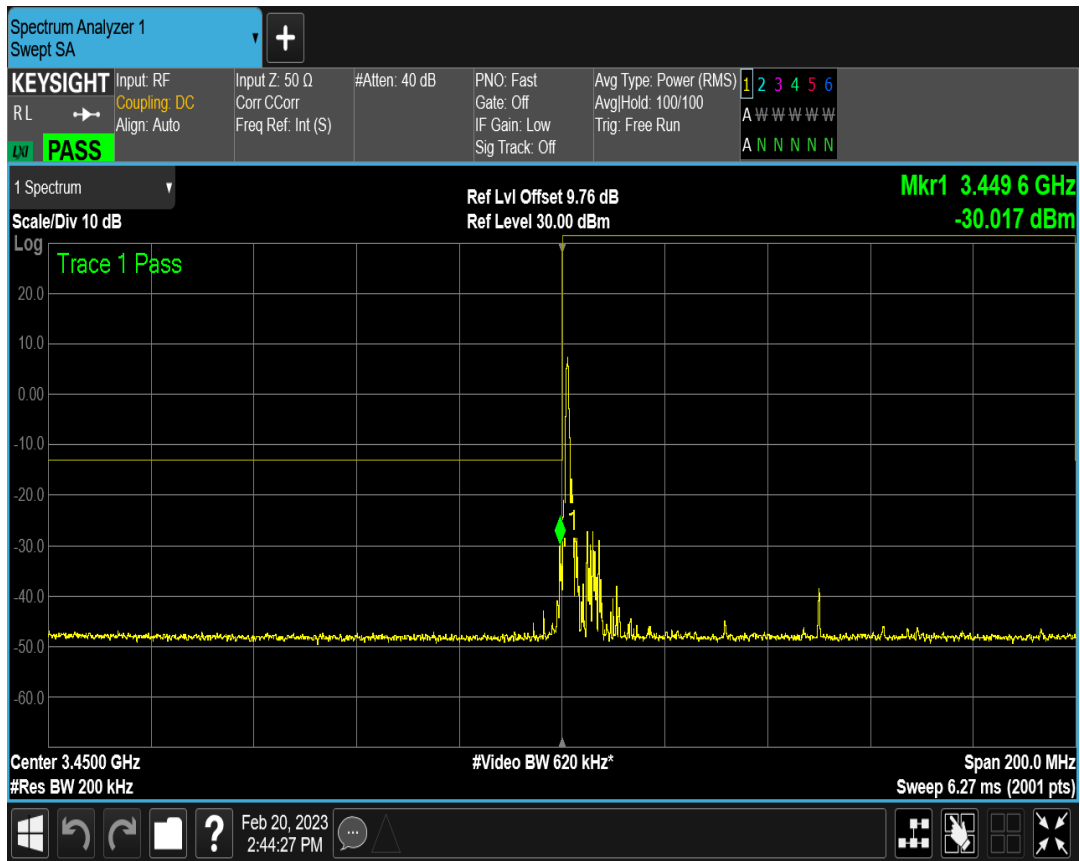 Spectrum Analyzer 1
Swept SA
+
KEYSIGHT
RL
LXI PASS
Input: RF
Coupling: DC
Align: Auto
Input Z: 50 Ω
Corr CCorr
Freq Ref: Int (S)
#Atten: 40 dB
PNO: Fast
Gate: Off
IF Gain: Low
Sig Track: Off
Avg Type: Power (RMS)
Avg|Hold: 100/100
Trig: Free Run
1 2 3 4 5 6
A W W W W W
A N N N N N
1 Spectrum
Scale/Div 10 dB
Ref Lvl Offset 9.76 dB
Ref Level 30.00 dBm
Mkr1 3.449 6 GHz
-30.017 dBm
Log
Trace 1 Pass
20.0
10.0
0.00
-10.0
-20.0
-30.0
-40.0
-50.0
-60.0
Center 3.4500 GHz
#Res BW 200 kHz
#Video BW 620 kHz*
Span 200.0 MHz
Sweep 6.27 ms (2001 pts)
?
Feb 20, 2023
2:44:27 PM